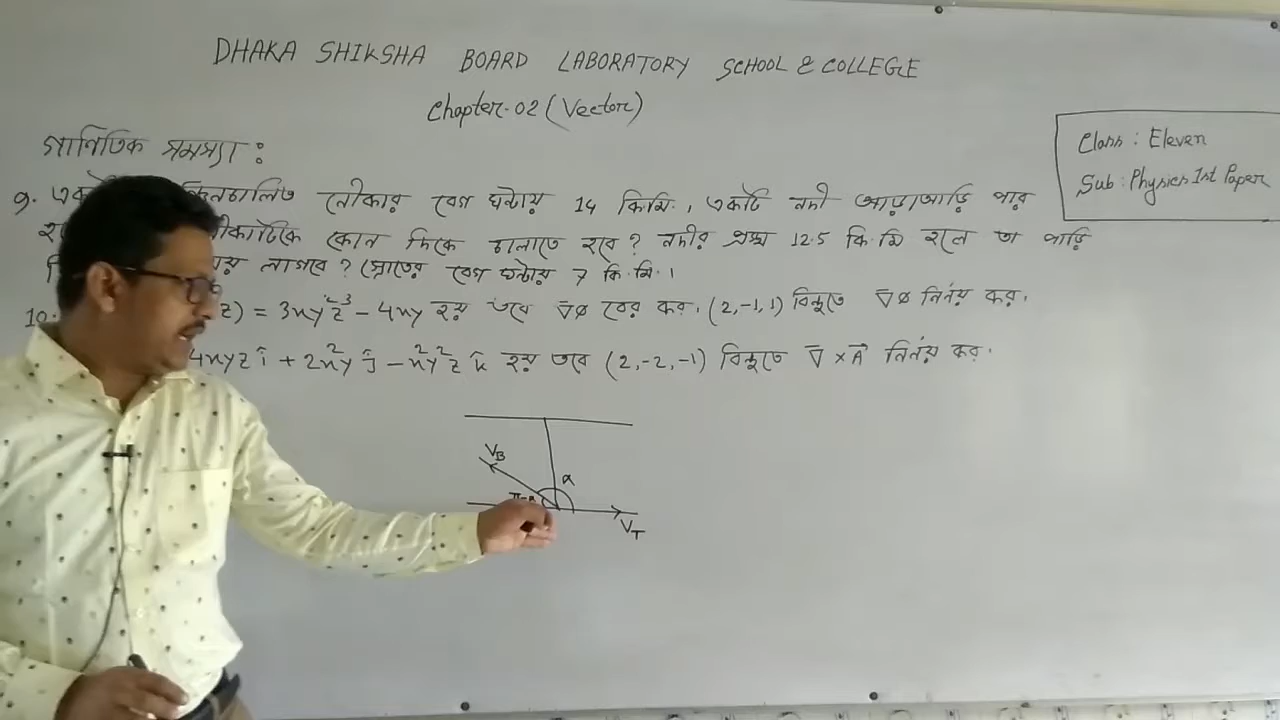 DHAKA SHIKSHA BOARD LABORATORY SCHOOL & COLLEGE
Chapter-02 (Vector)
Class : Eleven
Sub : Physics 1st Paper
গাণিতিক সমস্যা :
9. নৌকার বেগ ঘন্টায় 14 কিমি, একটি নদী আড়াআড়ি পার
কোন দিকে চালাতে হবে ? নদীর প্রস্থ 12.5 কি.মি হলে তা পাড়ি
লাগবে ? স্রোতের বেগ ঘন্টায় 7 কি.মি.।
10. z) = 3xy²z³ - 4xy হয় তবে ∇̅ø বের কর, (2,-1,1) বিন্দুতে ∇̅ø নির্ণয় কর,
4xyz î + 2x²y ĵ - x²y²z k̂ হয় তবে (2,-2,-1) বিন্দুতে ∇̅ × A⃗ নির্ণয় কর.
V_B
α
V_T